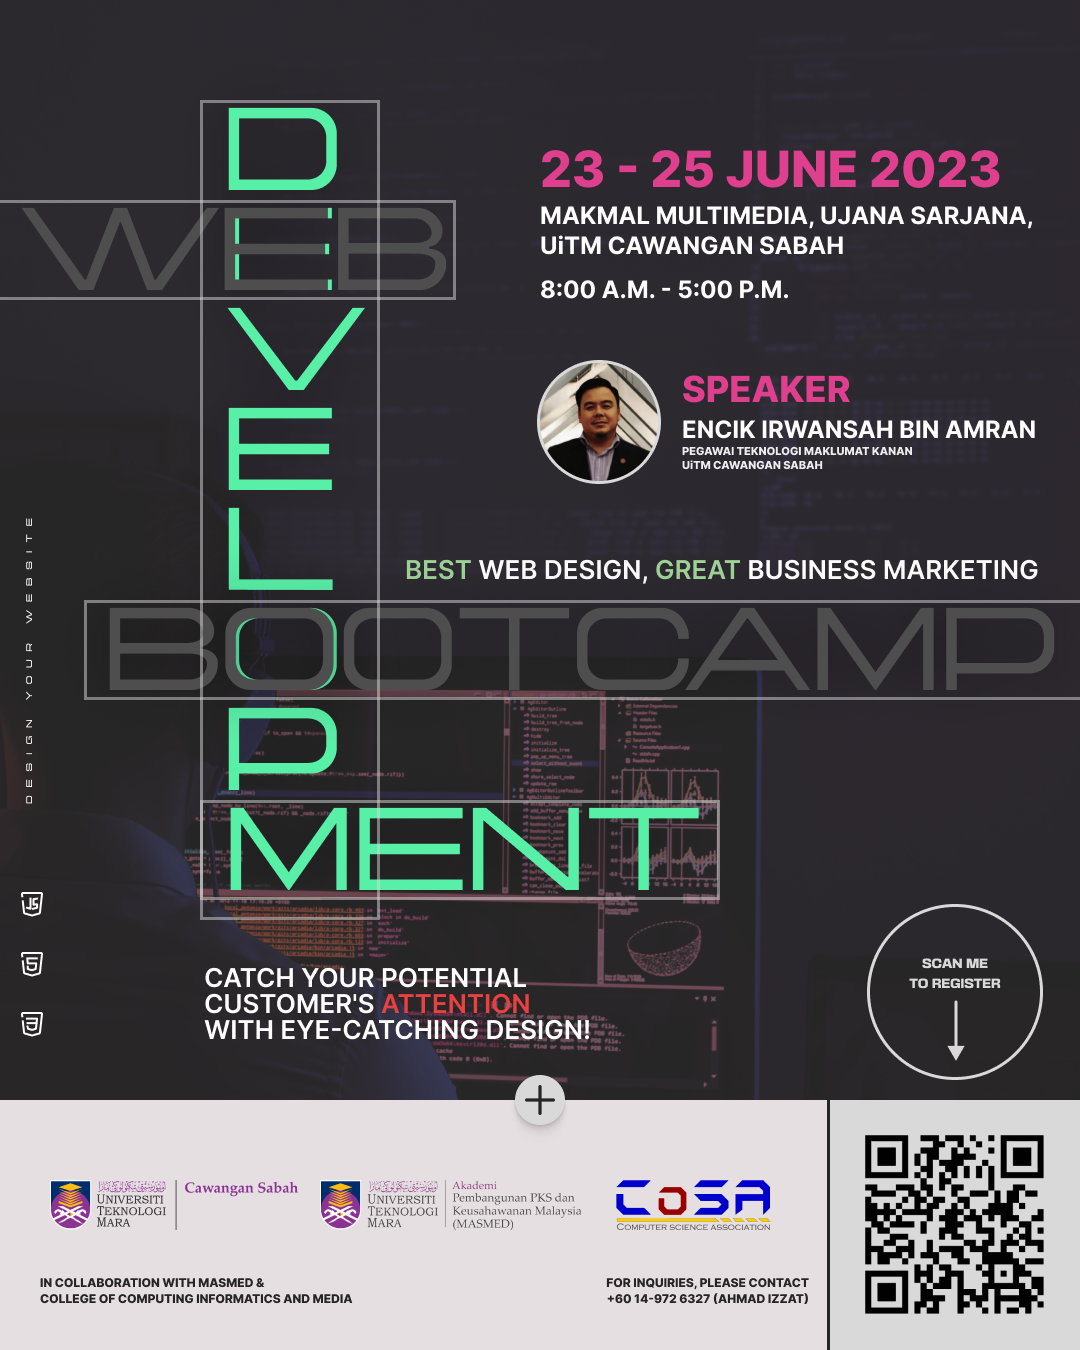 WEB
DEVELOPMENT
BOOTCAMP
23 - 25 JUNE 2023
MAKMAL MULTIMEDIA, UJANA SARJANA,
UiTM CAWANGAN SABAH
8:00 A.M. - 5:00 P.M.
SPEAKER
ENCIK IRWANSAH BIN AMRAN
PEGAWAI TEKNOLOGI MAKLUMAT KANAN
UiTM CAWANGAN SABAH
BEST WEB DESIGN, GREAT BUSINESS MARKETING
DESIGN YOUR WEBSITE
JS
CATCH YOUR POTENTIAL
CUSTOMER'S ATTENTION
WITH EYE-CATCHING DESIGN!
SCAN ME
TO REGISTER
UNIVERSITI
TEKNOLOGI
MARA
Cawangan Sabah
UNIVERSITI
TEKNOLOGI
MARA
Akademi
Pembangunan PKS dan
Keusahawanan Malaysia
(MASMED)
CoSA
COMPUTER SCIENCE ASSOCIATION
IN COLLABORATION WITH MASMED &
COLLEGE OF COMPUTING INFORMATICS AND MEDIA
FOR INQUIRIES, PLEASE CONTACT
+60 14-972 6327 (AHMAD IZZAT)